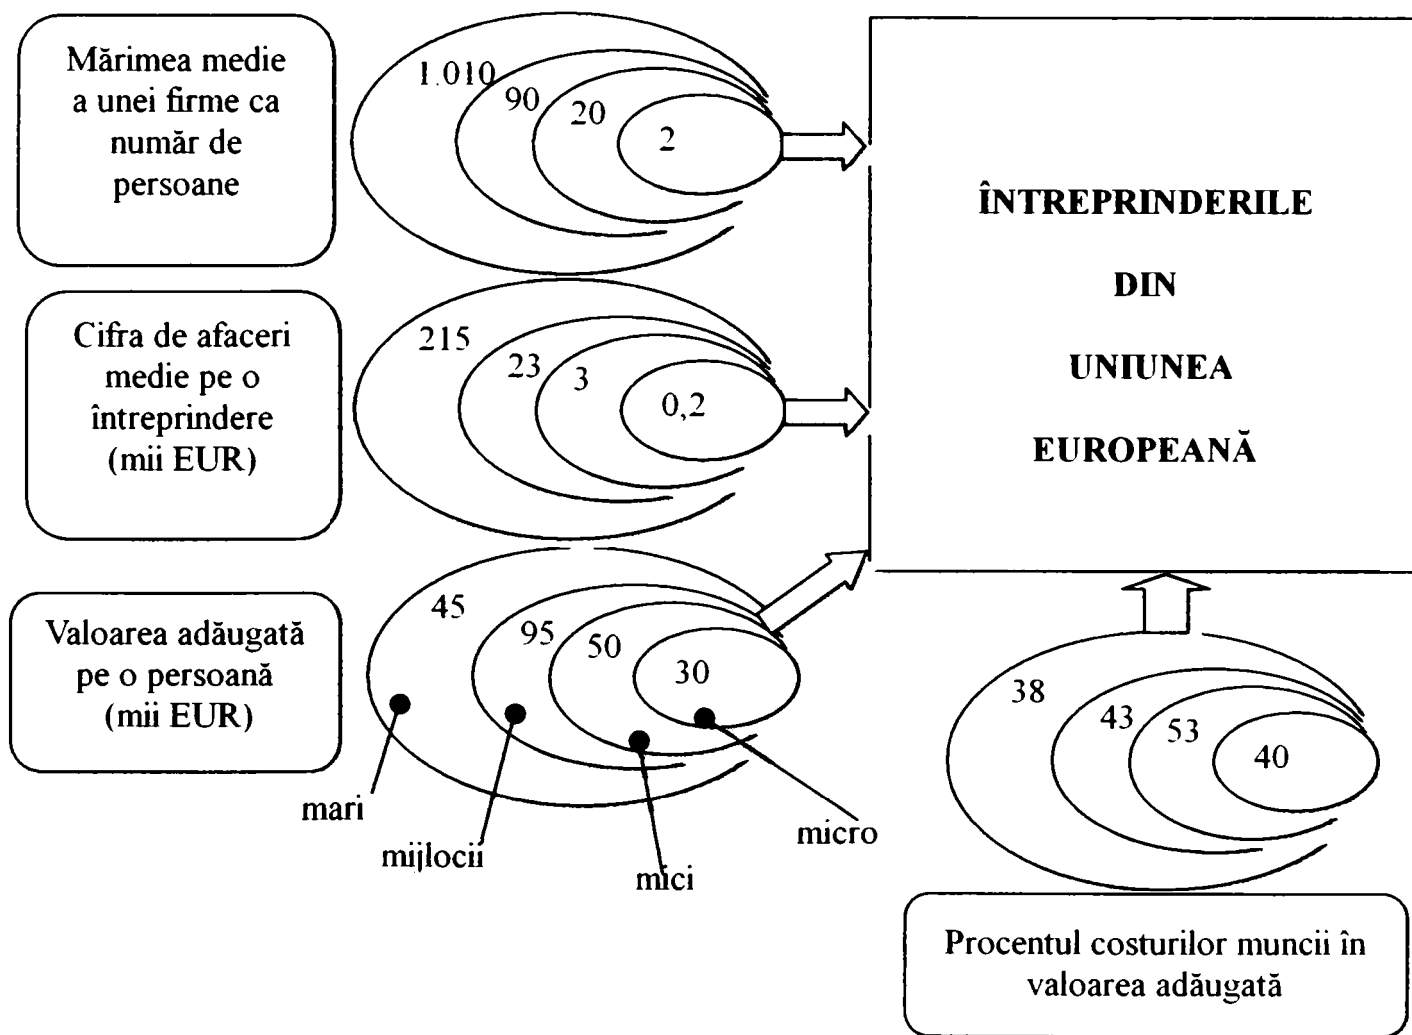 Mărimea medie
a unei firme ca
număr de
persoane
1.010
90
20
2
ÎNTREPRINDERILE
DIN
UNIUNEA
EUROPEANĂ
Cifra de afaceri
medie pe o
întreprindere
(mii EUR)
215
23
3
0,2
Valoarea adăugată
pe o persoană
(mii EUR)
45
95
50
30
mari
mijlocii
mici
micro
38
43
53
40
Procentul costurilor muncii în
valoarea adăugată